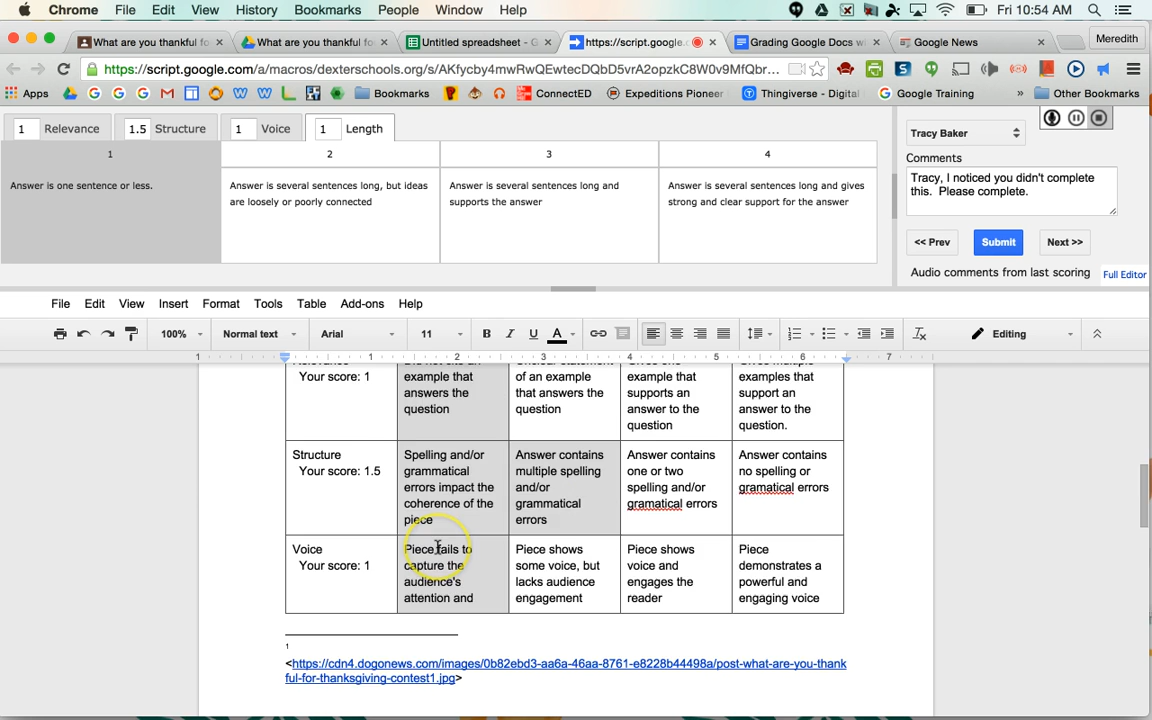 Chrome File Edit View History Bookmarks People Window Help Fri 10:54 AM
What are you thankful fo What are you thankful fo Untitled spreadsheet - G https://script.google. Grading Google Docs wi Google News Meredith
https://script.google.com/a/macros/dexterschools.org/s/AKfycby4mwRwQEwtecDQbD5vrA2opzkC8W0v9MfQbr...
Apps Bookmarks ConnectED Expeditions Pioneer Thingiverse - Digital Google Training » Other Bookmarks
1 Relevance 1.5 Structure 1 Voice 1 Length
1 2 3 4
Answer is one sentence or less. Answer is several sentences long, but ideas Answer is several sentences long and Answer is several sentences long and gives
are loosely or poorly connected supports the answer strong and clear support for the answer
Tracy Baker
Comments
Tracy, I noticed you didn't complete
this. Please complete.
<< Prev Submit Next >>
Audio comments from last scoring Full Editor
File Edit View Insert Format Tools Table Add-ons Help
100% Normal text Arial 11 B I U A Editing
1 1 2 3 4 5 6 7
Your score: 1 example that of an example example that examples that
answers the that answers the supports an support an
question question answer to the answer to the
question question.
Structure Spelling and/or Answer contains Answer contains Answer contains
Your score: 1.5 grammatical multiple spelling one or two no spelling or
errors impact the and/or spelling and/or gramatical errors
coherence of the grammatical gramatical errors
piece errors
Voice Piece fails to Piece shows Piece shows Piece
Your score: 1 capture the some voice, but voice and demonstrates a
audience's lacks audience engages the powerful and
attention and engagement reader engaging voice
1
<https://cdn4.dogonews.com/images/0b82ebd3-aa6a-46aa-8761-e8228b44498a/post-what-are-you-thank
ful-for-thanksgiving-contest1.jpg>